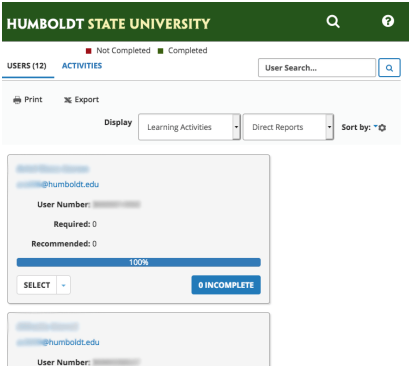 HUMBOLDT STATE UNIVERSITY
Not Completed Completed
USERS (12) ACTIVITIES
User Search...
Print Export
Display Learning Activities Direct Reports Sort by:
@humboldt.edu
User Number:
Required: 0
Recommended: 0
100%
SELECT 0 INCOMPLETE
@humboldt.edu
User Number: